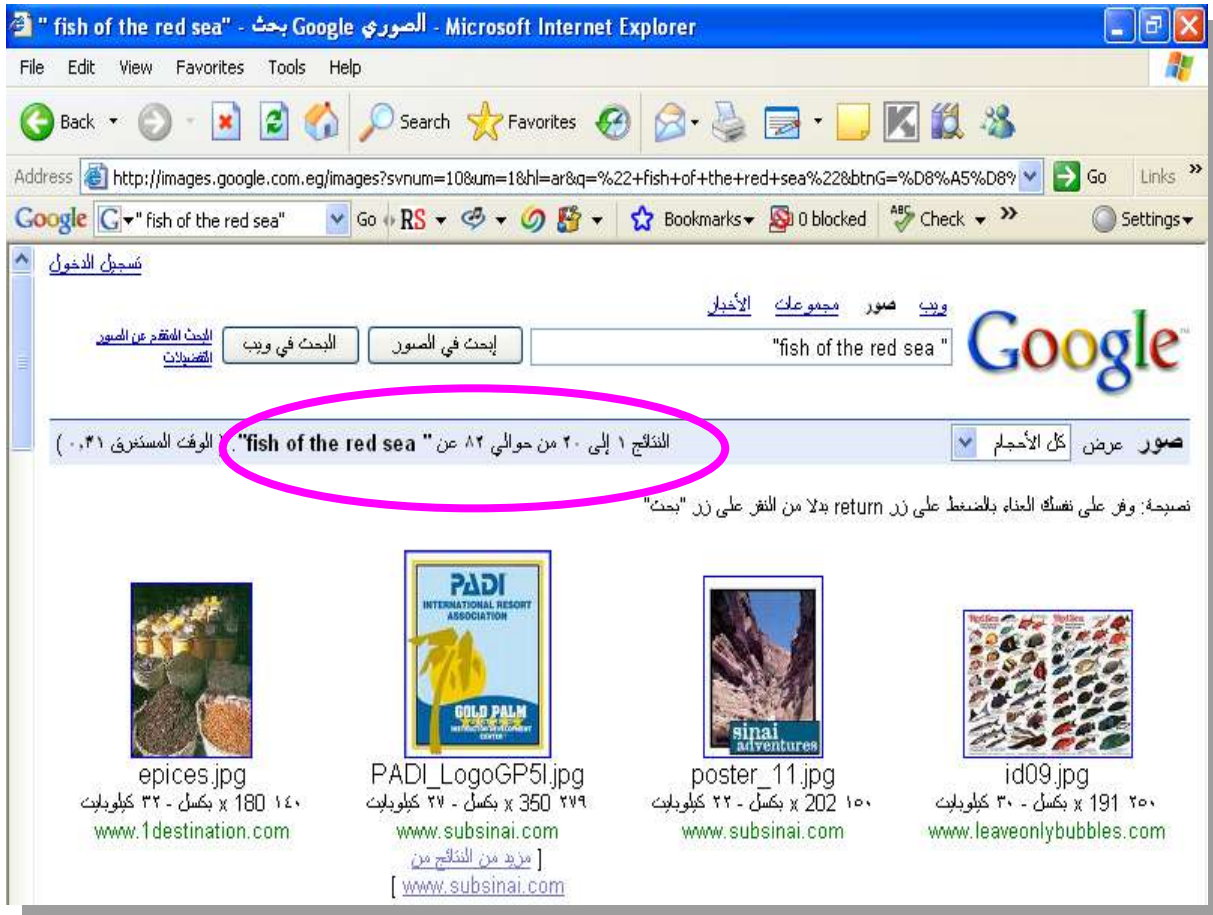 " fish of the red sea" - بحث Google الصوري - Microsoft Internet Explorer
File Edit View Favorites Tools Help
Back Search Favorites
Address http://images.google.com.eg/images?svnum=10&um=1&hl=ar&q=%22+fish+of+the+red+sea%22&btnG=%D8%A5%D8% Go Links »
Google G " fish of the red sea" Go RS Bookmarks 0 blocked ABC Check » Settings
تسجيل الدخول
ويب صور مجموعات الأخبار
Google™
" fish of the red sea"
إبحث في الصور
البحث في ويب
البحث المتقدم عن الصور
التفضيلات
صور عرض كل الأحجام
النتائج ١ إلى ٢٠ من حوالي ٨٢ عن " fish of the red sea". ( الوقت المستغرق ٠,٣١ )
نصيحة: وفر على نفسك العناء بالضغط على زر return بدلا من النقر على زر "بحث"
PADI
INTERNATIONAL RESORT
ASSOCIATION
GOLD PALM
sinai
adventures
Red Sea
epices.jpg
١٤٠ x 180 بكسل - ٣٢ كيلوبايت
www.1destination.com
PADI_LogoGP5l.jpg
٢٧٩ x 350 بكسل - ٢٧ كيلوبايت
www.subsinai.com
[ مزيد من النتائج من
www.subsinai.com ]
poster_11.jpg
١٥٠ x 202 بكسل - ٢٢ كيلوبايت
www.subsinai.com
id09.jpg
٢٥٠ x 191 بكسل - ٣٠ كيلوبايت
www.leaveonlybubbles.com